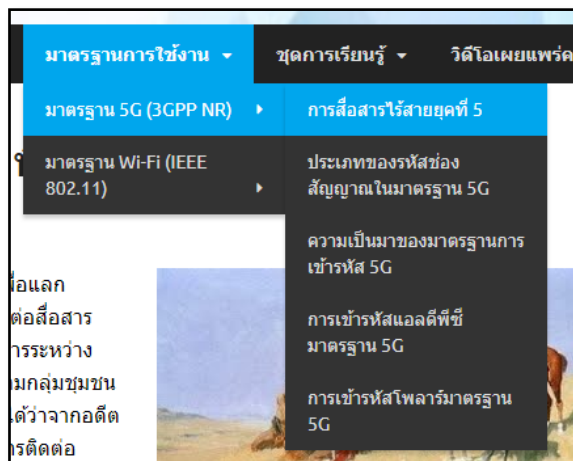 มาตรฐานการใช้งาน
ชุดการเรียนรู้
วิดีโอเผยแพร่ค
มาตรฐาน 5G (3GPP NR)
มาตรฐาน Wi-Fi (IEEE
802.11)
การสื่อสารไร้สายยุคที่ 5
ประเภทของรหัสช่อง
สัญญาณในมาตรฐาน 5G
ความเป็นมาของมาตรฐานการ
เข้ารหัส 5G
การเข้ารหัสแอลดีพีซี
มาตรฐาน 5G
การเข้ารหัสโพลาร์มาตรฐาน
5G
ต่อสื่อสาร
ารระหว่าง
มกลุ่มชุมชน
ด้ว่าจากอดีต
รติดต่อ